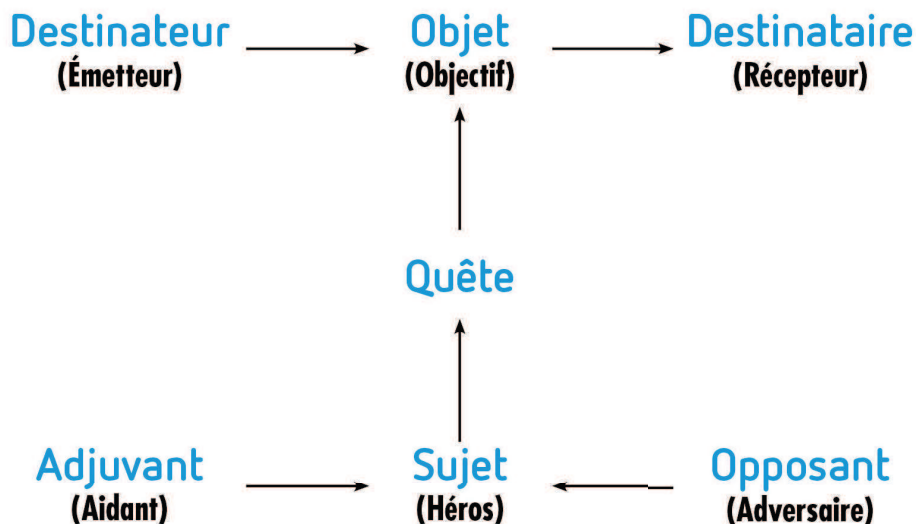 Destinateur
(Émetteur)
Objet
(Objectif)
Destinataire
(Récepteur)
Quête
Adjuvant
(Aidant)
Sujet
(Héros)
Opposant
(Adversaire)